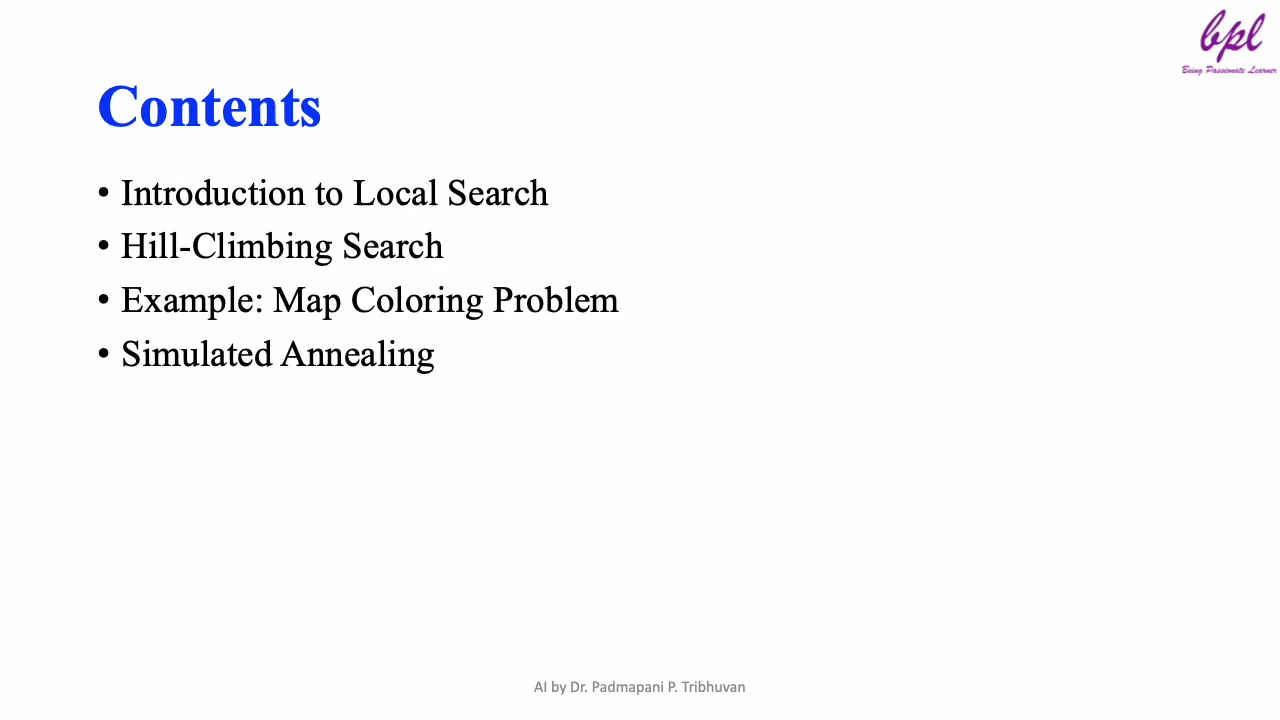 bpl
Being Passionate Learner
Contents
• Introduction to Local Search
• Hill-Climbing Search
• Example: Map Coloring Problem
• Simulated Annealing
AI by Dr. Padmapani P. Tribhuvan